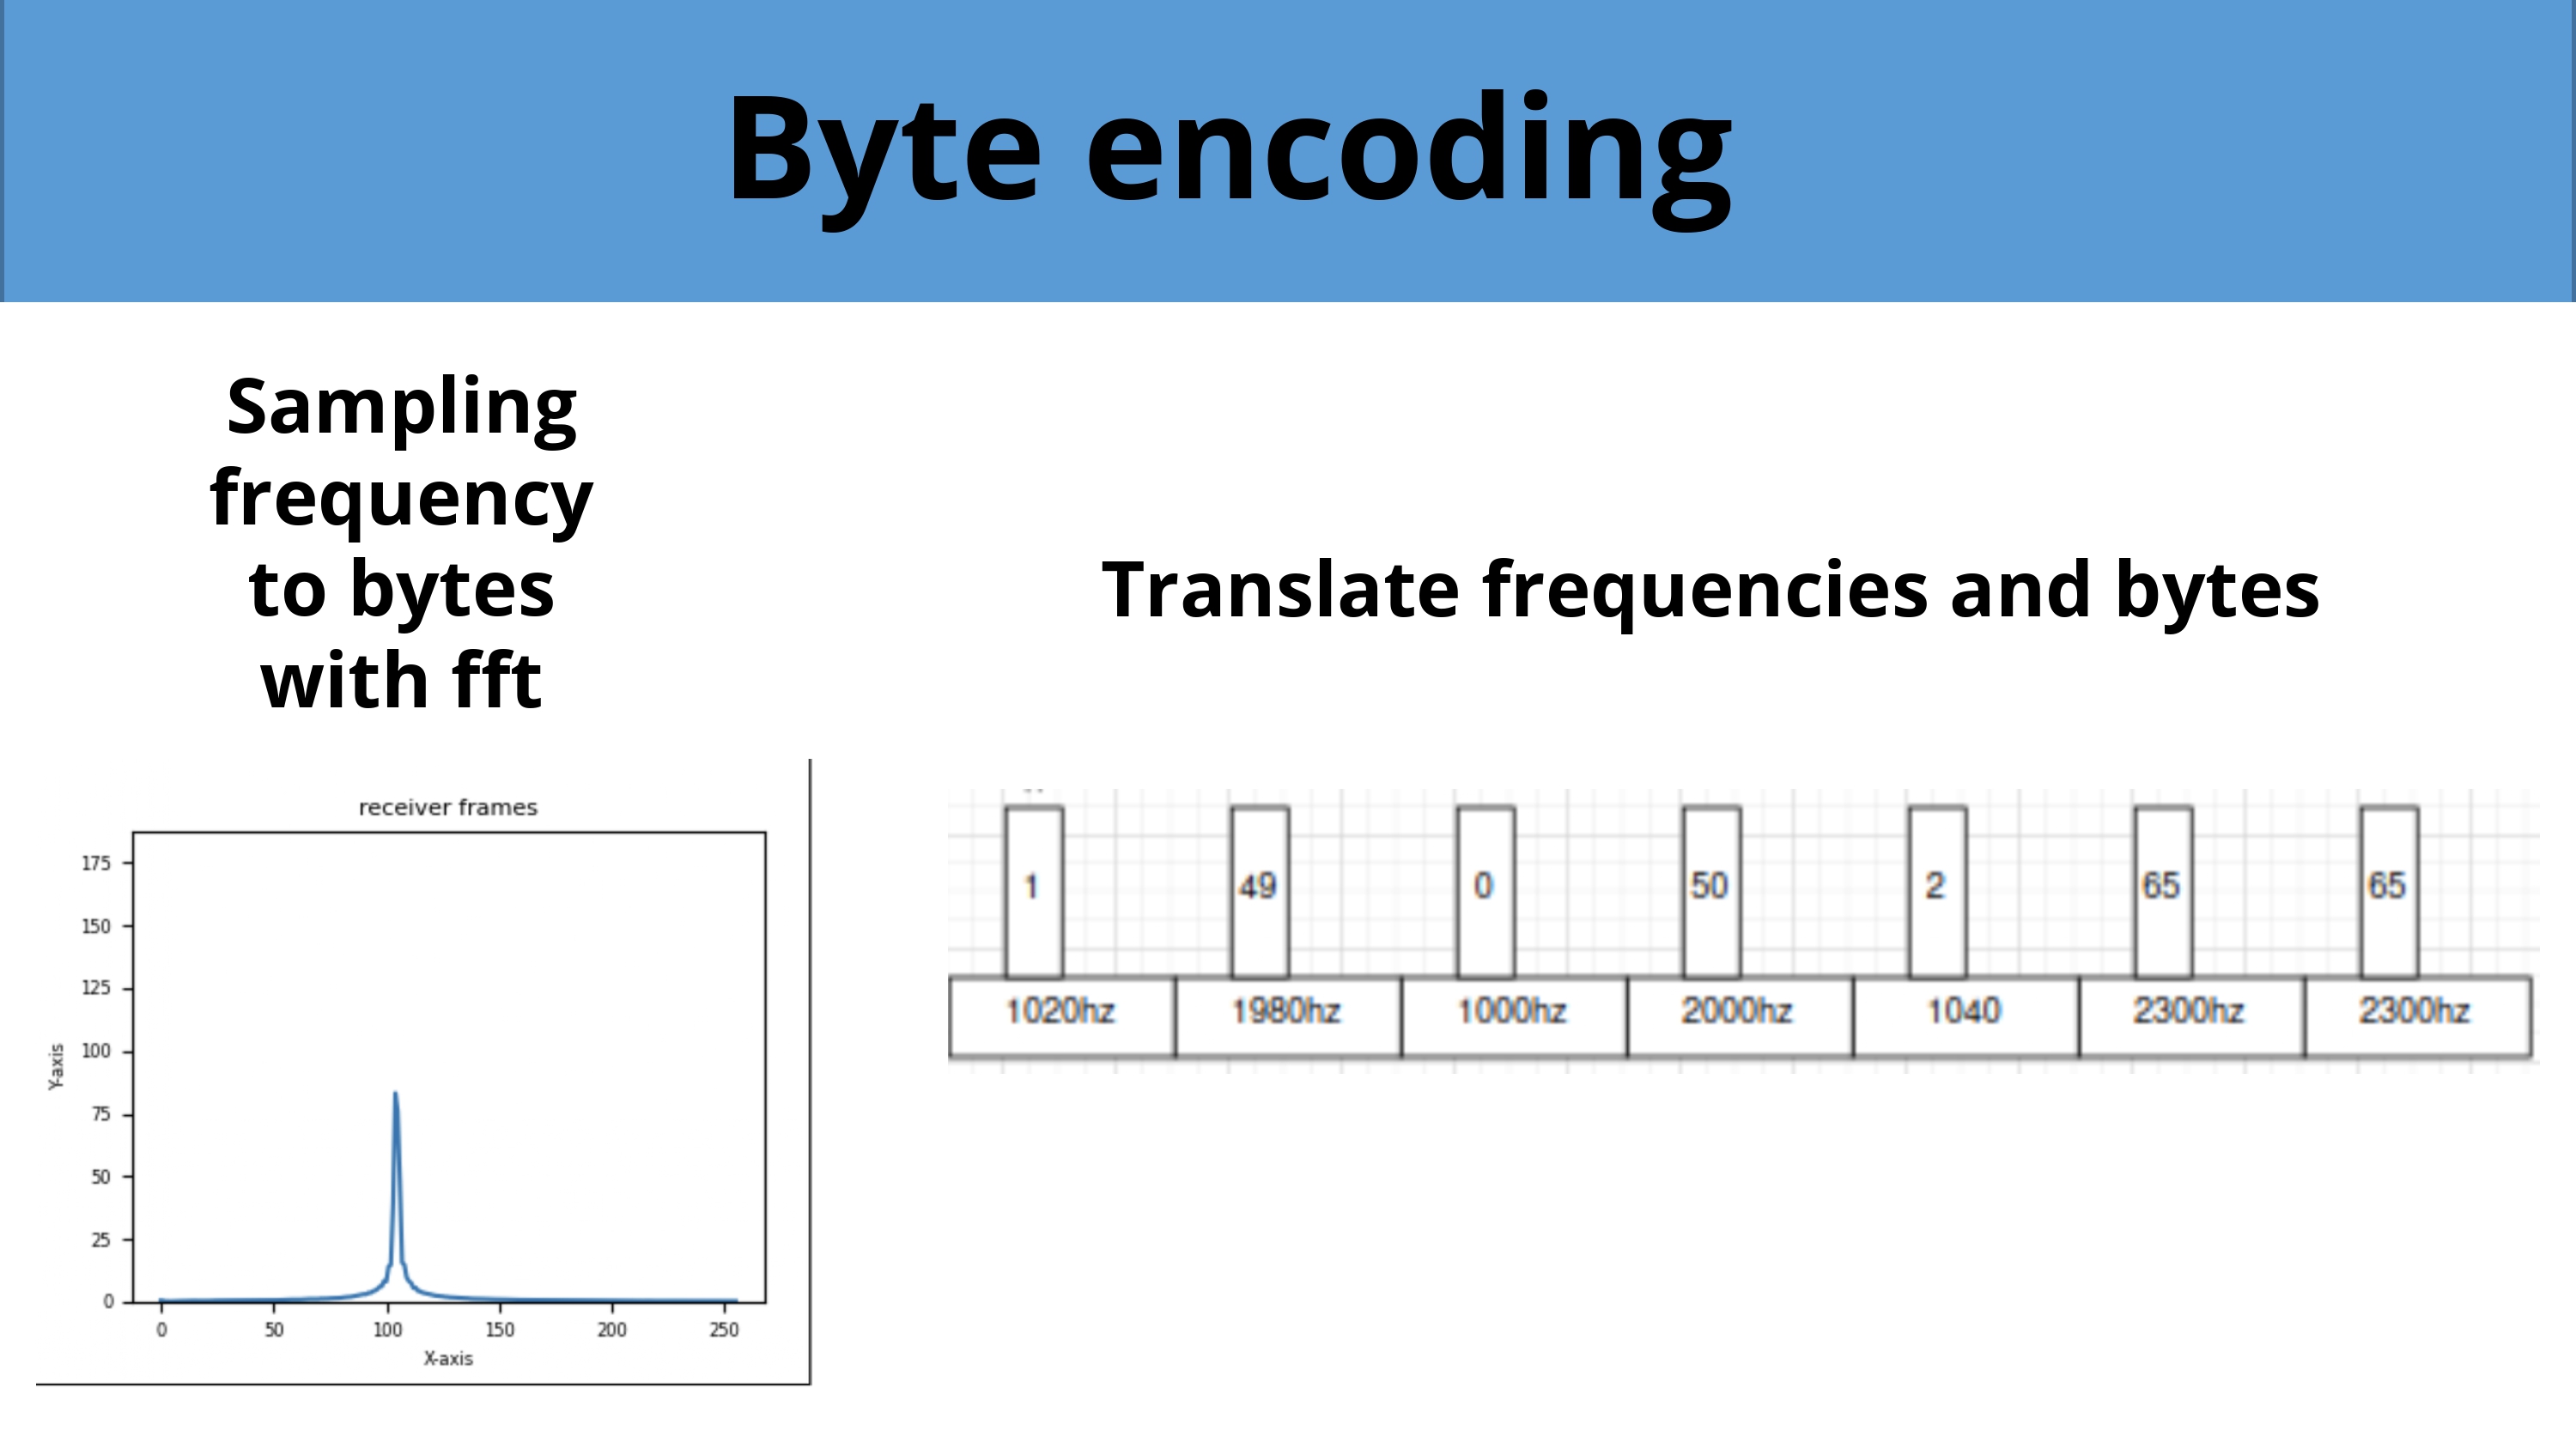 Byte encoding
Sampling
frequency
to bytes
with fft
Translate frequencies and bytes
receiver frames
175
150
125
100
75
50
25
0
Y-axis
0 50 100 150 200 250
X-axis
1 49 0 50 2 65 65
1020hz 1980hz 1000hz 2000hz 1040 2300hz 2300hz